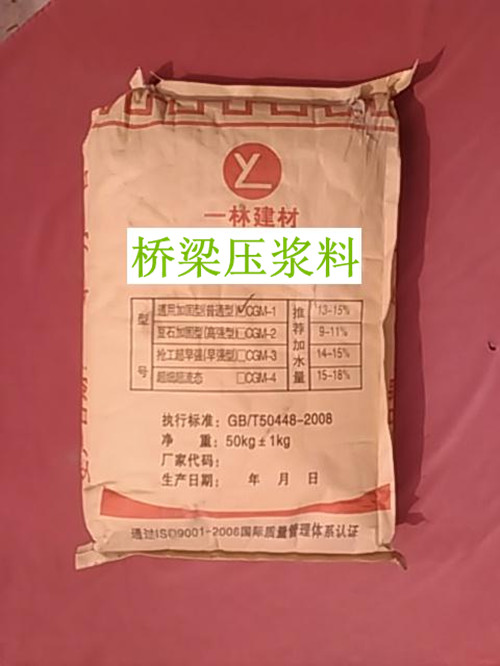 一林建材
桥梁压浆料
型号
推荐加水量
通用加固型(普通型)☑CGM-1 13-15%
豆石加固型(高强型)□CGM-2 9-11%
抢工超早强(早强型)□CGM-3 14-15%
超细超流态 □CGM-4 15-18%
执行标准: GB/T50448-2008
净 重: 50kg±1kg
厂家代码:
生产日期: 年 月 日
通过ISO9001-2006国际质量管理体系认证